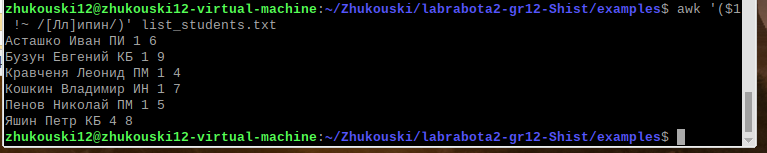 zhukouski12@zhukouski12-virtual-machine:~/Zhukouski/labrabota2-gr12-Shist/examples$ awk '($1
!~ /[Лл]ипин/)' list_students.txt
Асташко Иван ПИ 1 6
Бузун Евгений КБ 1 9
Кравченя Леонид ПМ 1 4
Кошкин Владимир ИН 1 7
Пенов Николай ПМ 1 5
Яшин Петр КБ 4 8
zhukouski12@zhukouski12-virtual-machine:~/Zhukouski/labrabota2-gr12-Shist/examples$